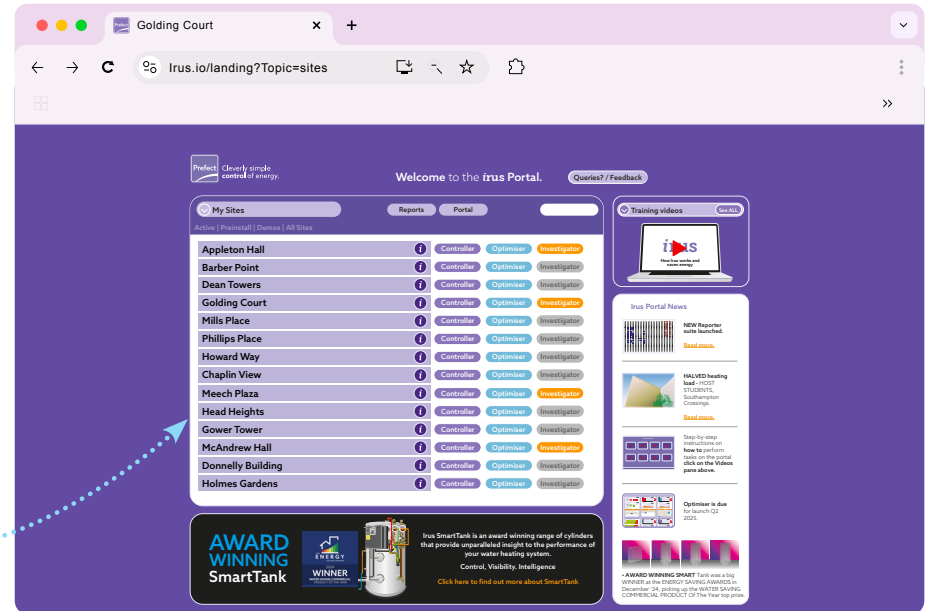 Prefect
Golding Court
Irus.io/landing?Topic=sites
Prefect
Cleverly simple
control of energy.
Welcome to the irus Portal.
Queries? / Feedback
My Sites
Reports
Portal
Active | Preinstall | Demos | All Sites
Appleton Hall i Controller Optimiser Investigator
Barber Point i Controller Optimiser Investigator
Dean Towers i Controller Optimiser Investigator
Golding Court i Controller Optimiser Investigator
Mills Place i Controller Optimiser Investigator
Phillips Place i Controller Optimiser Investigator
Howard Way i Controller Optimiser Investigator
Chaplin View i Controller Optimiser Investigator
Meech Plaza i Controller Optimiser Investigator
Head Heights i Controller Optimiser Investigator
Gower Tower i Controller Optimiser Investigator
McAndrew Hall i Controller Optimiser Investigator
Donnelly Building i Controller Optimiser Investigator
Holmes Gardens i Controller Optimiser Investigator
Training videos
See ALL
irus
How Irus works and
saves energy
Irus Portal News
NEW Reporter
suite launched.
Read more.
HALVED heating
load - HOST
STUDENTS,
Southampton
Crossings.
Read more.
Step-by-step
instructions on
how to perform
tasks on the portal
click on the Videos
pane above.
Optimiser is due
for launch Q2
2025.
• AWARD WINNING SMART Tank was a big
WINNER at the ENERGY SAVING AWARDS in
December '24, picking up the WATER SAVING
COMMERCIAL PRODUCT Of The Year top prize
AWARD
WINNING
SmartTank
ENERGY
2024
WINNER
WATER SAVING COMMERCIAL
PRODUCT OF THE YEAR
Irus SmartTank is an award winning range of cylinders
that provide unparalleled insight to the performance of
your water heating system.
Control, Visibility. Intelligence
Click here to find out more about SmartTank